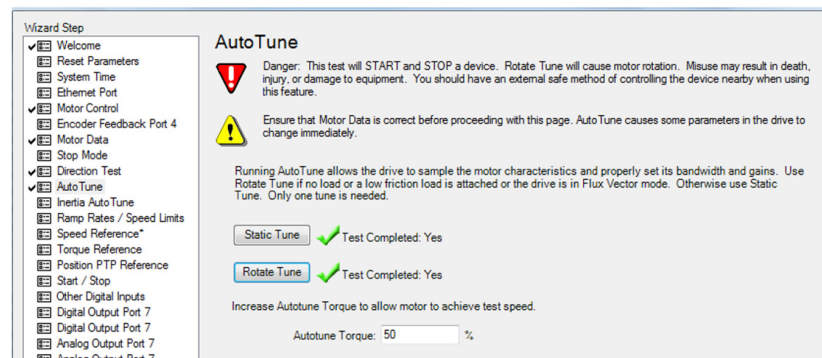 Wizard Step
Welcome
Reset Parameters
System Time
Ethernet Port
Motor Control
Encoder Feedback Port 4
Motor Data
Stop Mode
Direction Test
AutoTune
Inertia AutoTune
Ramp Rates / Speed Limits
Speed Reference*
Torque Reference
Position PTP Reference
Start / Stop
Other Digital Inputs
Digital Output Port 7
Digital Output Port 7
Analog Output Port 7
Analog Output Port 7
AutoTune
Danger: This test will START and STOP a device. Rotate Tune will cause motor rotation. Misuse may result in death,
injury, or damage to equipment. You should have an external safe method of controlling the device nearby when using
this feature.
Ensure that Motor Data is correct before proceeding with this page. AutoTune causes some parameters in the drive to
change immediately.
Running AutoTune allows the drive to sample the motor characteristics and properly set its bandwidth and gains. Use
Rotate Tune if no load or a low friction load is attached or the drive is in Flux Vector mode. Otherwise use Static
Tune. Only one tune is needed.
Static Tune Test Completed: Yes
Rotate Tune Test Completed: Yes
Increase Autotune Torque to allow motor to achieve test speed.
Autotune Torque: 50 %